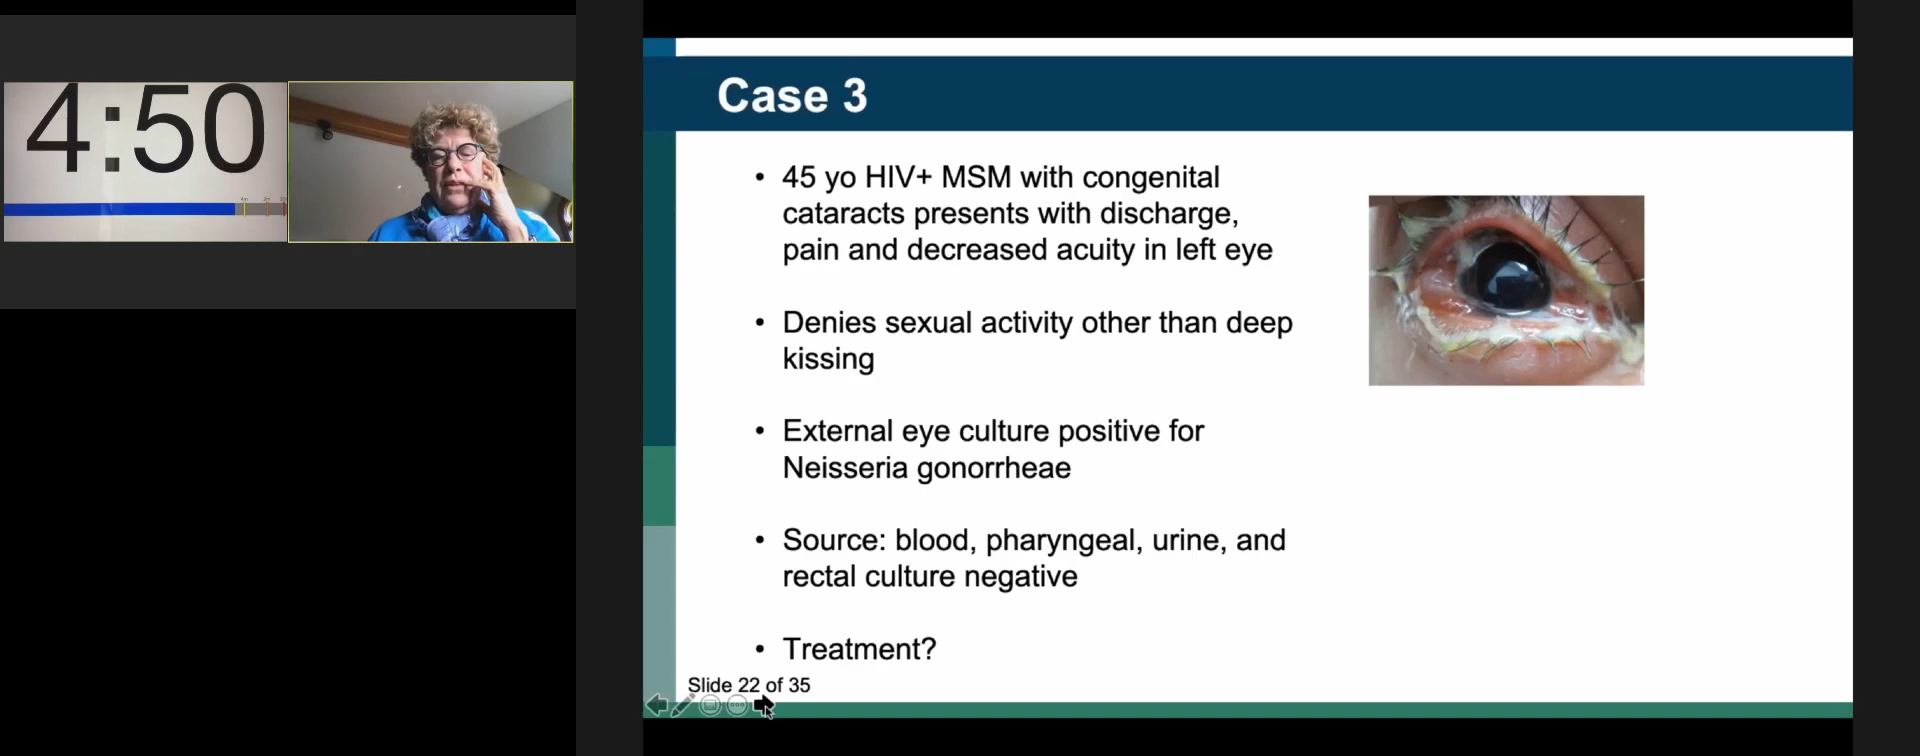 4:50
Case 3
• 45 yo HIV+ MSM with congenital
cataracts presents with discharge,
pain and decreased acuity in left eye
• Denies sexual activity other than deep
kissing
• External eye culture positive for
Neisseria gonorrheae
• Source: blood, pharyngeal, urine, and
rectal culture negative
• Treatment?
Slide 22 of 35